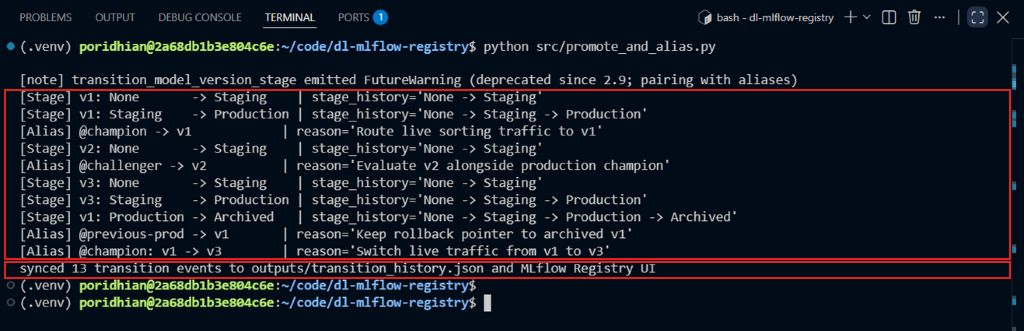 PROBLEMS OUTPUT DEBUG CONSOLE TERMINAL PORTS 1 bash - dl-mlflow-registry
(.venv) poridhian@2a68db1b3e804c6e:~/code/dl-mlflow-registry$ python src/promote_and_alias.py
[note] transition_model_version_stage emitted FutureWarning (deprecated since 2.9; pairing with aliases)
[Stage] v1: None -> Staging | stage_history='None -> Staging'
[Stage] v1: Staging -> Production | stage_history='None -> Staging -> Production'
[Alias] @champion -> v1 | reason='Route live sorting traffic to v1'
[Stage] v2: None -> Staging | stage_history='None -> Staging'
[Alias] @challenger -> v2 | reason='Evaluate v2 alongside production champion'
[Stage] v3: None -> Staging | stage_history='None -> Staging'
[Stage] v3: Staging -> Production | stage_history='None -> Staging -> Production'
[Stage] v1: Production -> Archived | stage_history='None -> Staging -> Production -> Archived'
[Alias] @previous-prod -> v1 | reason='Keep rollback pointer to archived v1'
[Alias] @champion: v1 -> v3 | reason='Switch live traffic from v1 to v3'
synced 13 transition events to outputs/transition_history.json and MLflow Registry UI
(.venv) poridhian@2a68db1b3e804c6e:~/code/dl-mlflow-registry$
(.venv) poridhian@2a68db1b3e804c6e:~/code/dl-mlflow-registry$